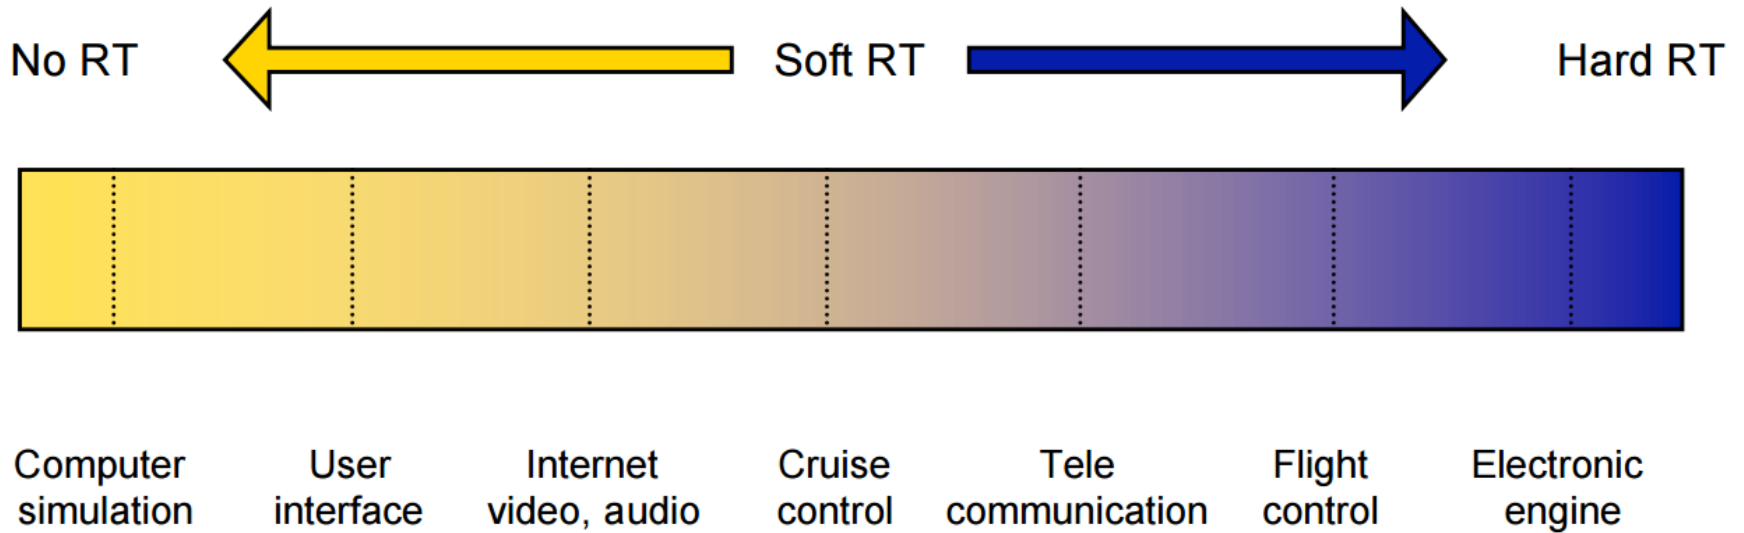 No RT
Soft RT
Hard RT
Computer
simulation
User
interface
Internet
video, audio
Cruise
control
Tele
communication
Flight
control
Electronic
engine